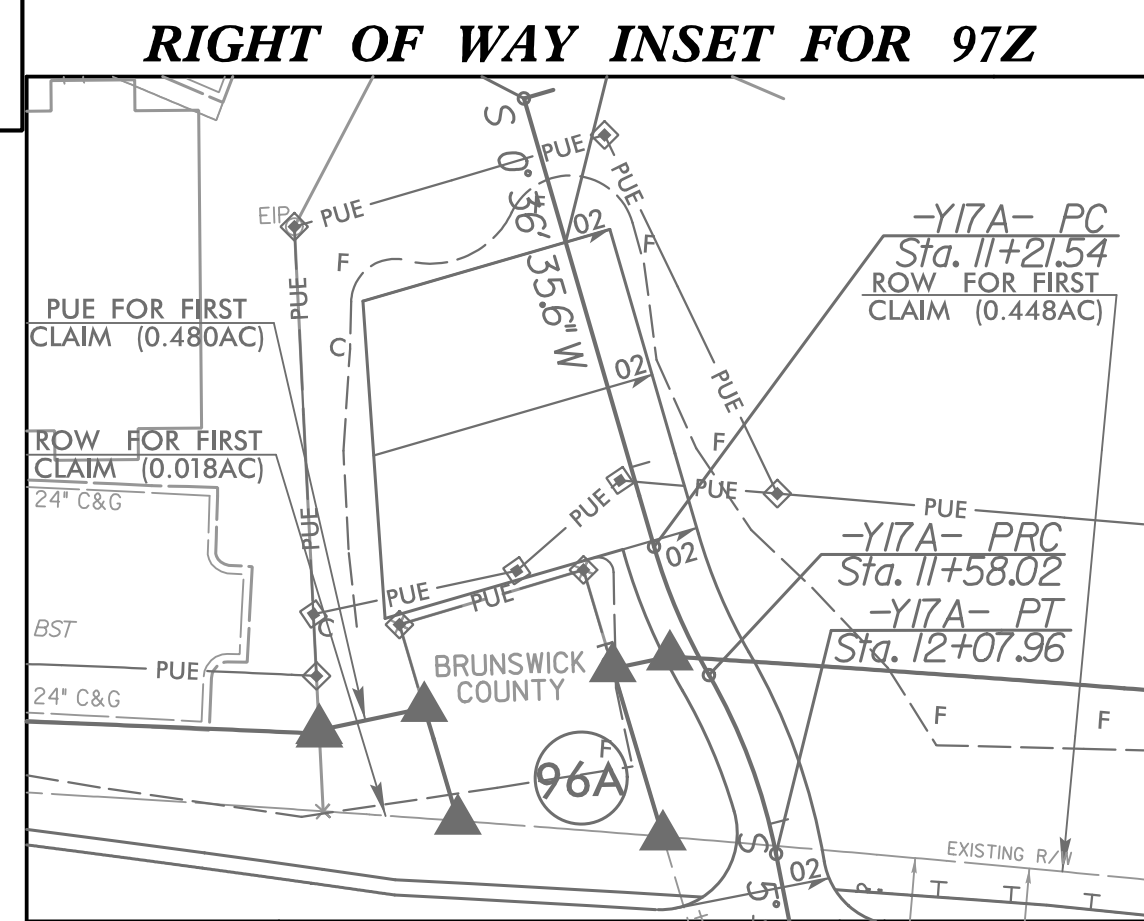 RIGHT OF WAY INSET FOR 97Z
S 0° 36' 35.6" W
PUE
PUE
EIP
PUE
02
F
F
-Y17A- PC
Sta. 11+21.54
ROW FOR FIRST
CLAIM (0.448AC)
PUE
PUE FOR FIRST
CLAIM (0.480AC)
C
02
PUE
ROW FOR FIRST
CLAIM (0.018AC)
F
24" C&G
PUE
PUE
PUE
PUE
-Y17A- PRC
Sta. 11+58.02
02
PUE
PUE
-Y17A- PT
Sta. 12+07.96
C
BST
PUE
BRUNSWICK
COUNTY
24" C&G
F
F
F
96A
S 5°
EXISTING R/W
02
T
T
T